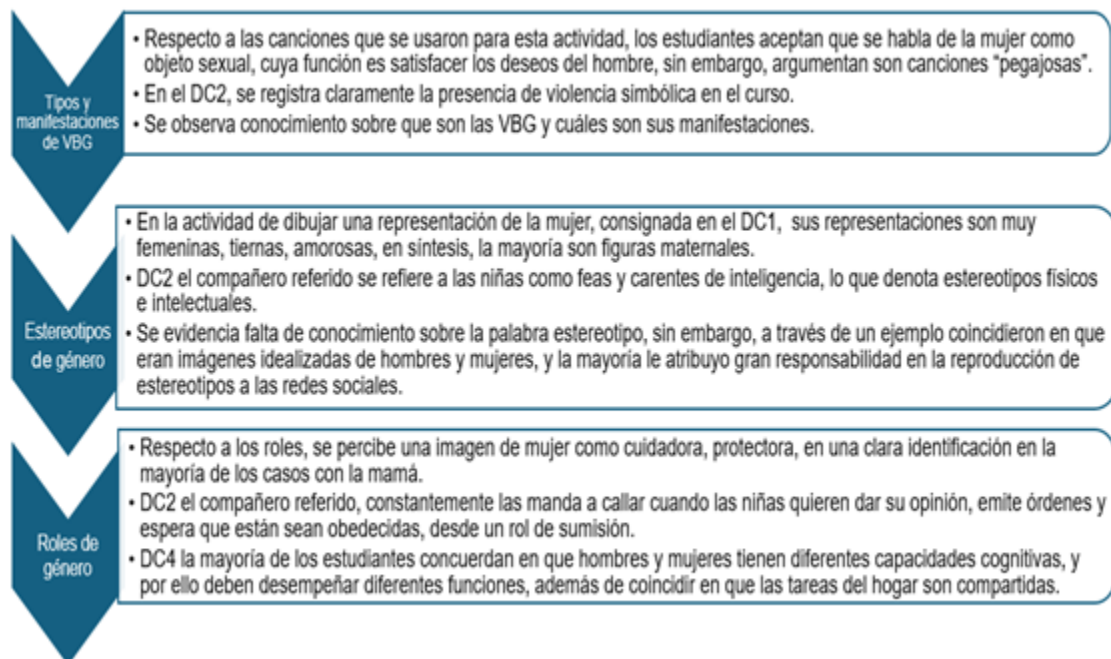 Tipos y
manifestaciones
de VBG
• Respecto a las canciones que se usaron para esta actividad, los estudiantes aceptan que se habla de la mujer como
objeto sexual, cuya función es satisfacer los deseos del hombre, sin embargo, argumentan son canciones “pegajosas”.
• En el DC2, se registra claramente la presencia de violencia simbólica en el curso.
• Se observa conocimiento sobre que son las VBG y cuáles son sus manifestaciones.
Estereotipos
de género
• En la actividad de dibujar una representación de la mujer, consignada en el DC1, sus representaciones son muy
femeninas, tiernas, amorosas, en síntesis, la mayoría son figuras maternales.
• DC2 el compañero referido se refiere a las niñas como feas y carentes de inteligencia, lo que denota estereotipos físicos
e intelectuales.
• Se evidencia falta de conocimiento sobre la palabra estereotipo, sin embargo, a través de un ejemplo coincidieron en que
eran imágenes idealizadas de hombres y mujeres, y la mayoría le atribuyo gran responsabilidad en la reproducción de
estereotipos a las redes sociales.
Roles de
género
• Respecto a los roles, se percibe una imagen de mujer como cuidadora, protectora, en una clara identificación en la
mayoría de los casos con la mamá.
• DC2 el compañero referido, constantemente las manda a callar cuando las niñas quieren dar su opinión, emite órdenes y
espera que están sean obedecidas, desde un rol de sumisión.
• DC4 la mayoría de los estudiantes concuerdan en que hombres y mujeres tienen diferentes capacidades cognitivas, y
por ello deben desempeñar diferentes funciones, además de coincidir en que las tareas del hogar son compartidas.